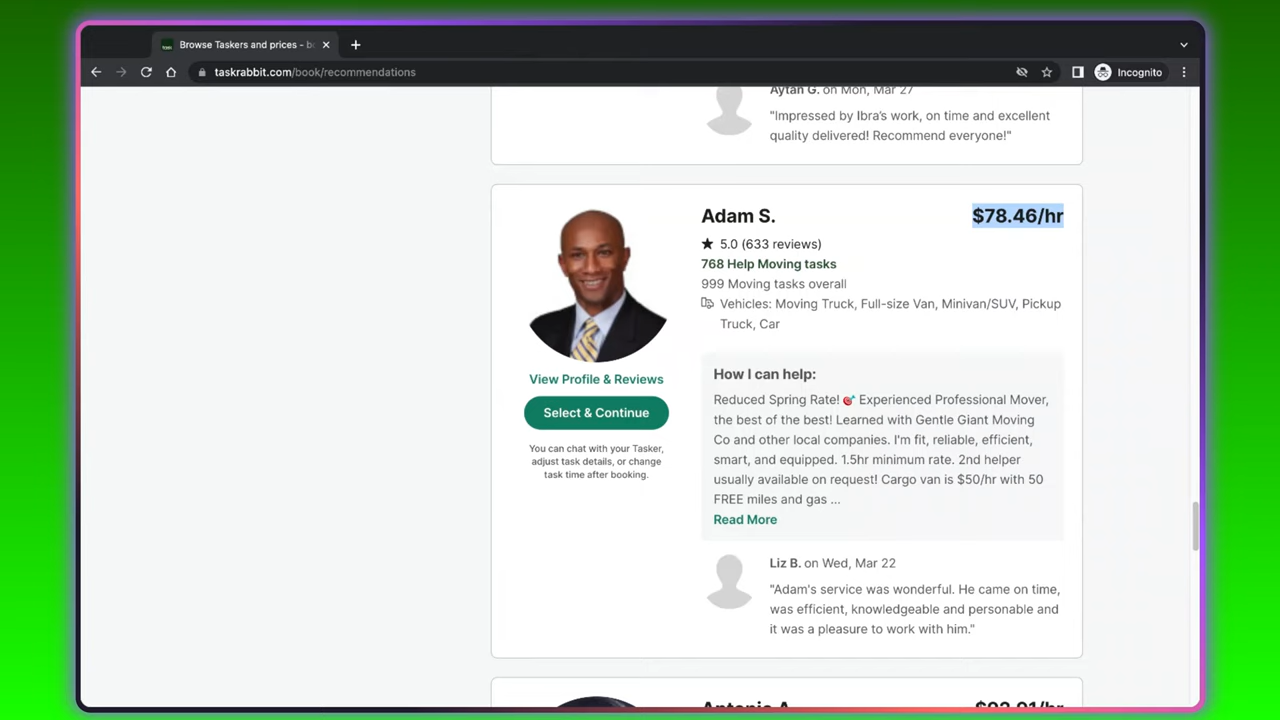 Browse Taskers and prices - bo
taskrabbit.com/book/recommendations
Incognito
Aytan G. on Mon, Mar 27
"Impressed by Ibra's work, on time and excellent
quality delivered! Recommend everyone!"
Adam S.
$78.46/hr
5.0 (633 reviews)
768 Help Moving tasks
999 Moving tasks overall
Vehicles: Moving Truck, Full-size Van, Minivan/SUV, Pickup
Truck, Car
View Profile & Reviews
Select & Continue
You can chat with your Tasker,
adjust task details, or change
task time after booking.
How I can help:
Reduced Spring Rate! 🎯 Experienced Professional Mover,
the best of the best! Learned with Gentle Giant Moving
Co and other local companies. I'm fit, reliable, efficient,
smart, and equipped. 1.5hr minimum rate. 2nd helper
usually available on request! Cargo van is $50/hr with 50
FREE miles and gas ...
Read More
Liz B. on Wed, Mar 22
"Adam's service was wonderful. He came on time,
was efficient, knowledgeable and personable and
it was a pleasure to work with him."